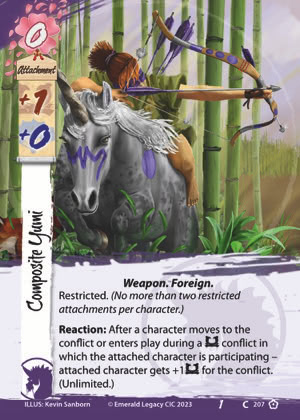 0
Attachment
+1
+0
Composite Yumi
Weapon. Foreign.
Restricted. (No more than two restricted
attachments per character.)
Reaction: After a character moves to the
conflict or enters play during a conflict in
which the attached character is participating –
attached character gets +1 for the conflict.
(Unlimited.)
ILLUS: Kevin Sanborn © Emerald Legacy CIC 2023 1 C 207